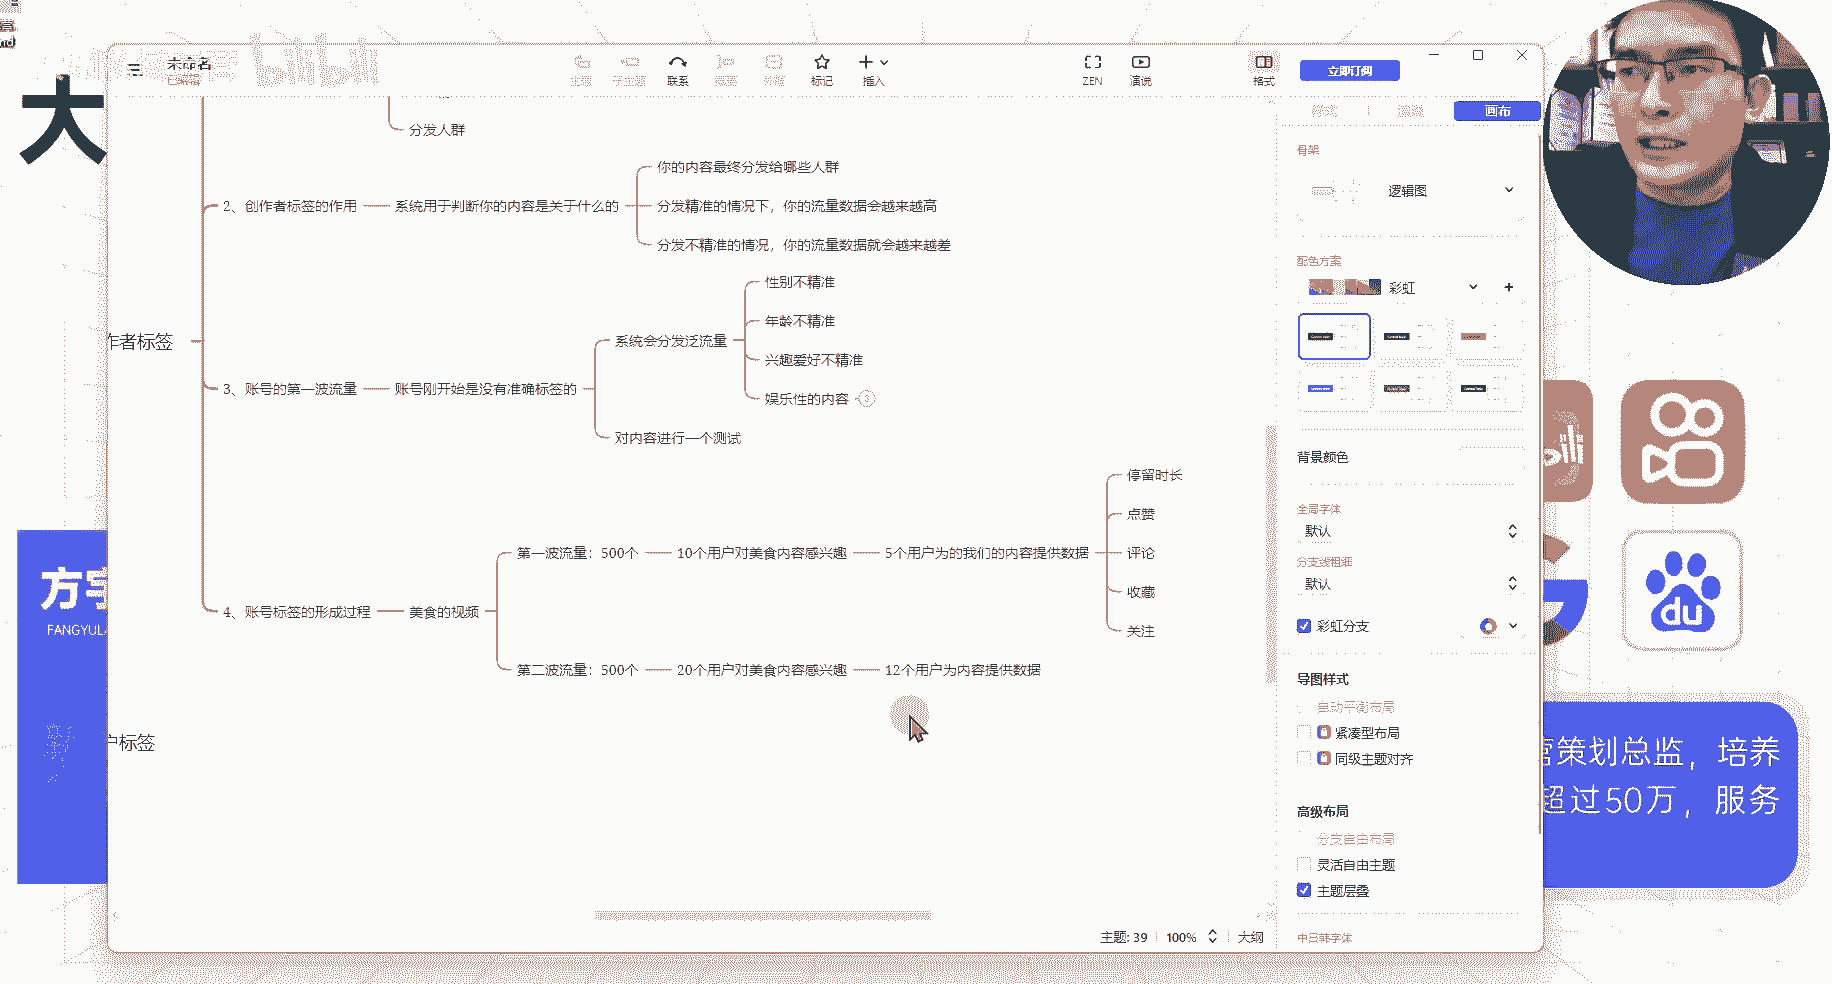 大
未命名
已编辑
bilibili
主题
子主题
联系
概要
外框
标记
插入
ZEN
演说
格式
立即订阅
样式
演说
画布
分发人群
2、创作者标签的作用
系统用于判断你的内容是关于什么的
你的内容最终分发给哪些人群
分发精准的情况下，你的流量数据会越来越高
分发不精准的情况，你的流量数据就会越来越差
作者标签
3、账号的第一波流量
账号刚开始是没有准确标签的
系统会分发泛流量
性别不精准
年龄不精准
兴趣爱好不精准
娱乐性的内容
3
对内容进行一个测试
4、账号标签的形成过程
美食的视频
第一波流量：500个
10个用户对美食内容感兴趣
5个用户为的我们的内容提供数据
停留时长
点赞
评论
收藏
关注
第二波流量：500个
20个用户对美食内容感兴趣
12个用户为内容提供数据
户标签
主题: 39
100%
大纲
骨架
逻辑图
配色方案
彩虹
背景颜色
全局字体
默认
分支线粗细
默认
彩虹分支
导图样式
自动平衡布局
紧凑型布局
同级主题对齐
高级布局
分支自由布局
灵活自由主题
主题层叠
中日韩字体
方宇
FANGYULA
du
营策划总监，培养
超过50万，服务